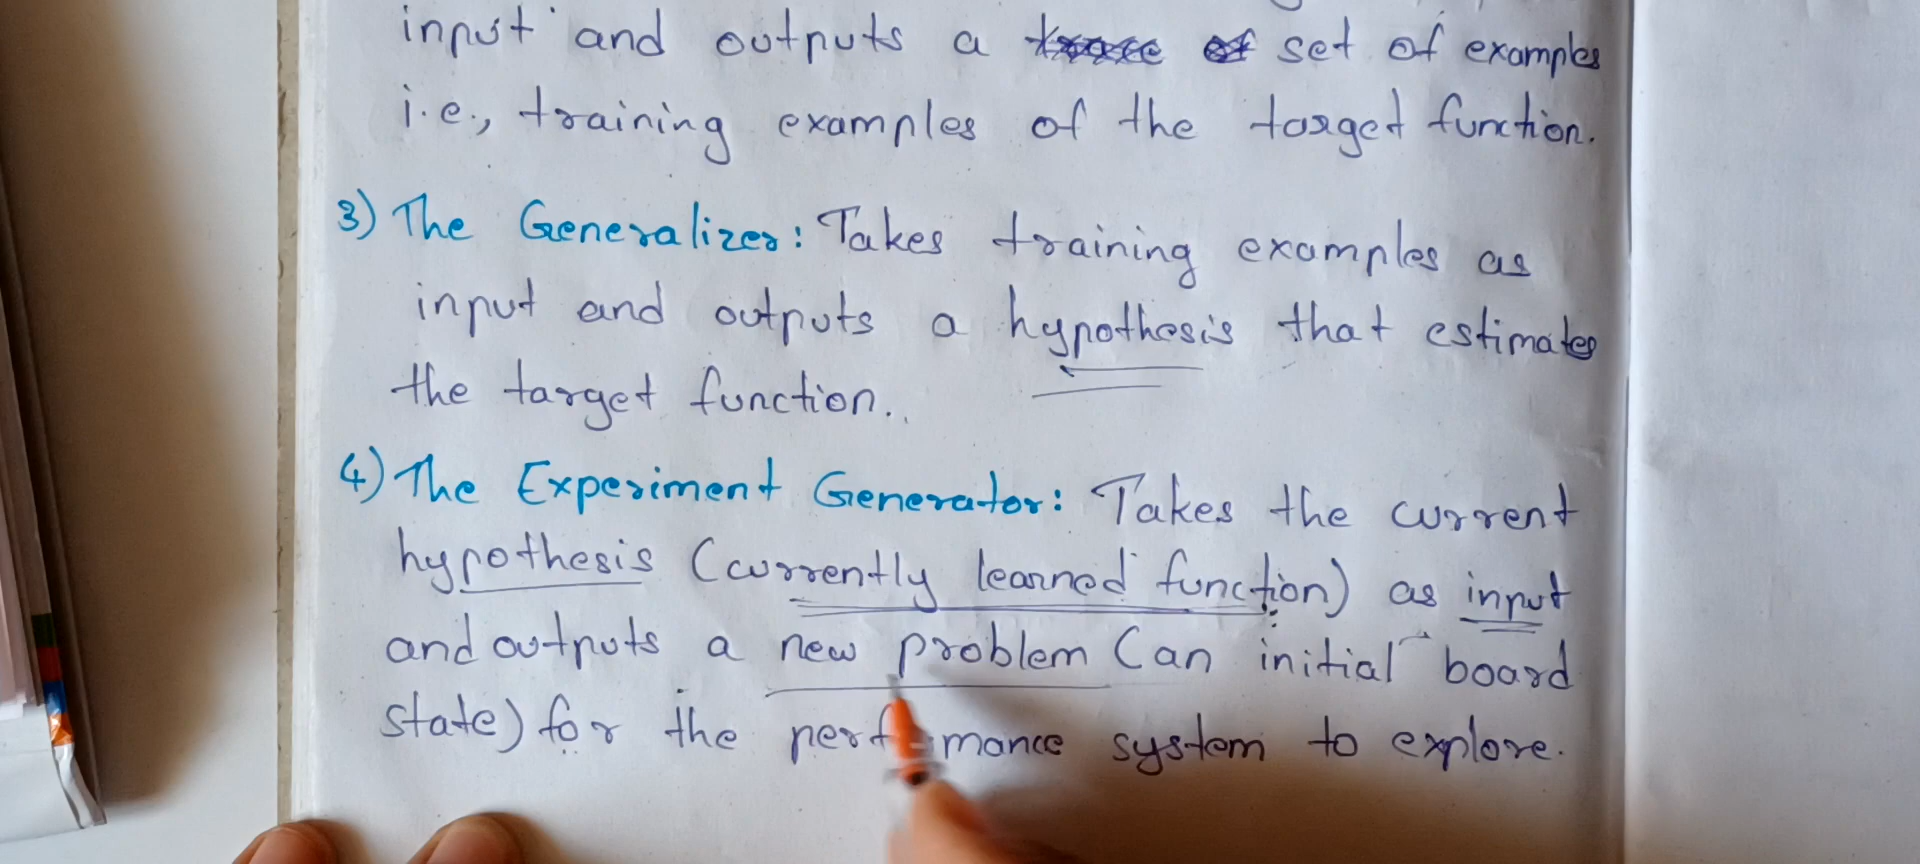 input and outputs a set of examples
i.e., training examples of the target function.
3) The Generalizer: Takes training examples as
input and outputs a hypothesis that estimates
the target function.
4) The Experiment Generator: Takes the current
hypothesis (currently learned function) as input
and outputs a new problem (an initial board
state) for the performance system to explore.